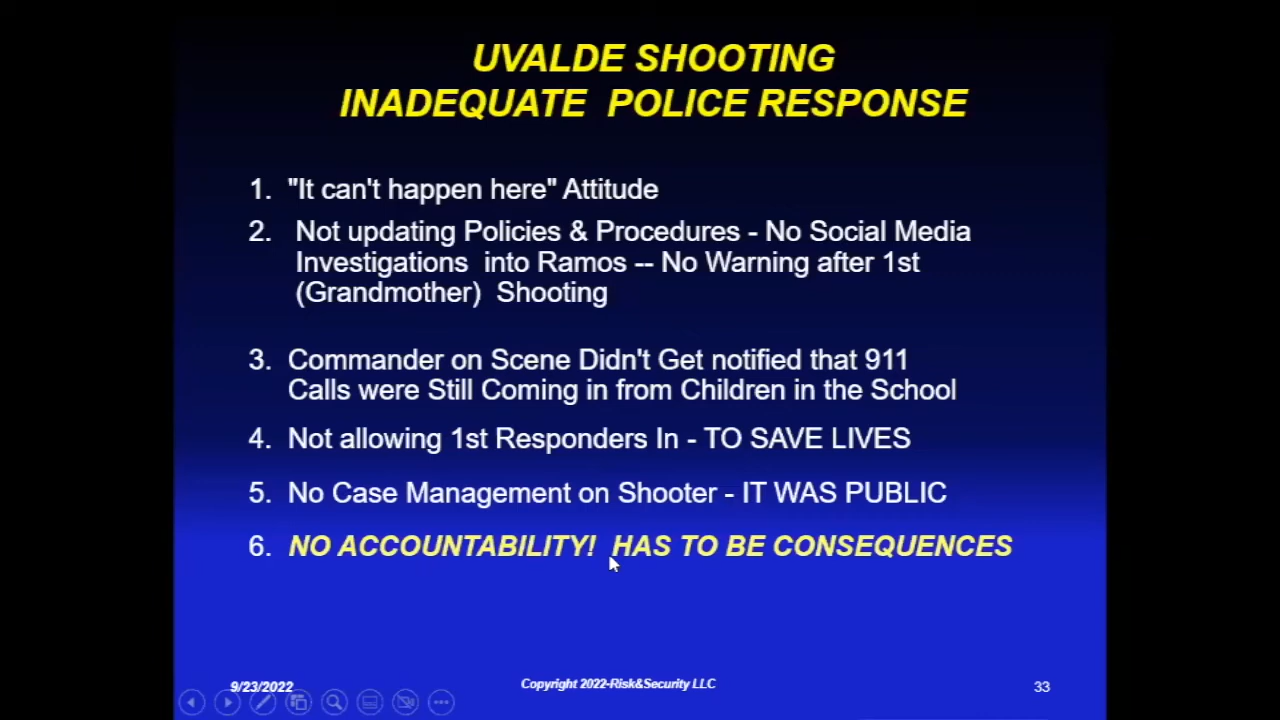 UVALDE SHOOTING
INADEQUATE POLICE RESPONSE
1. "It can't happen here" Attitude
2. Not updating Policies & Procedures - No Social Media
Investigations into Ramos -- No Warning after 1st
(Grandmother) Shooting
3. Commander on Scene Didn't Get notified that 911
Calls were Still Coming in from Children in the School
4. Not allowing 1st Responders In - TO SAVE LIVES
5. No Case Management on Shooter - IT WAS PUBLIC
6. NO ACCOUNTABILITY! HAS TO BE CONSEQUENCES
9/23/2022
Copyright 2022-Risk&Security LLC
33